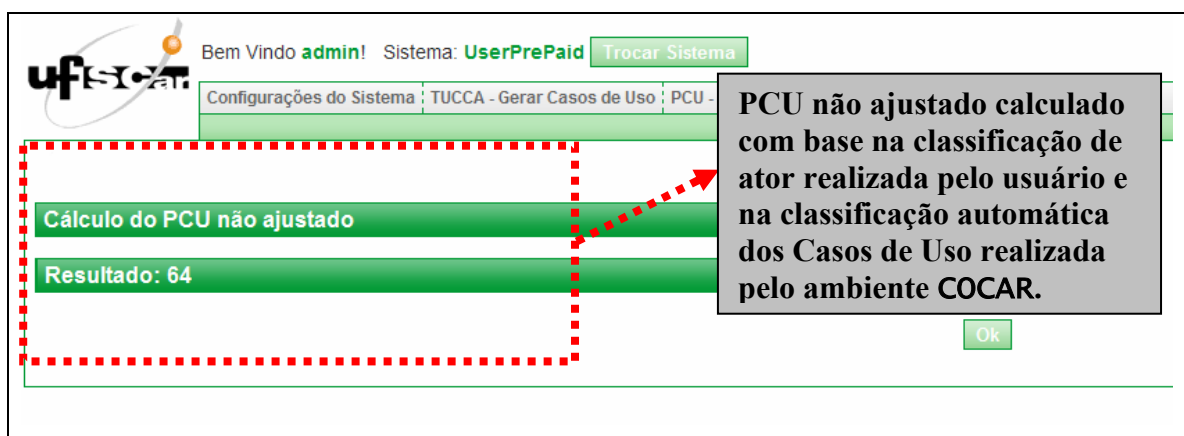 ufscar
Bem Vindo admin! Sistema: UserPrePaid Trocar Sistema
Configurações do Sistema TUCCA - Gerar Casos de Uso PCU -
PCU não ajustado calculado
com base na classificação de
ator realizada pelo usuário e
na classificação automática
dos Casos de Uso realizada
pelo ambiente COCAR.
Cálculo do PCU não ajustado
Resultado: 64
Ok